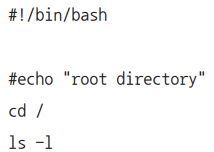 #!/bin/bash
#echo "root directory"
cd /
ls -l